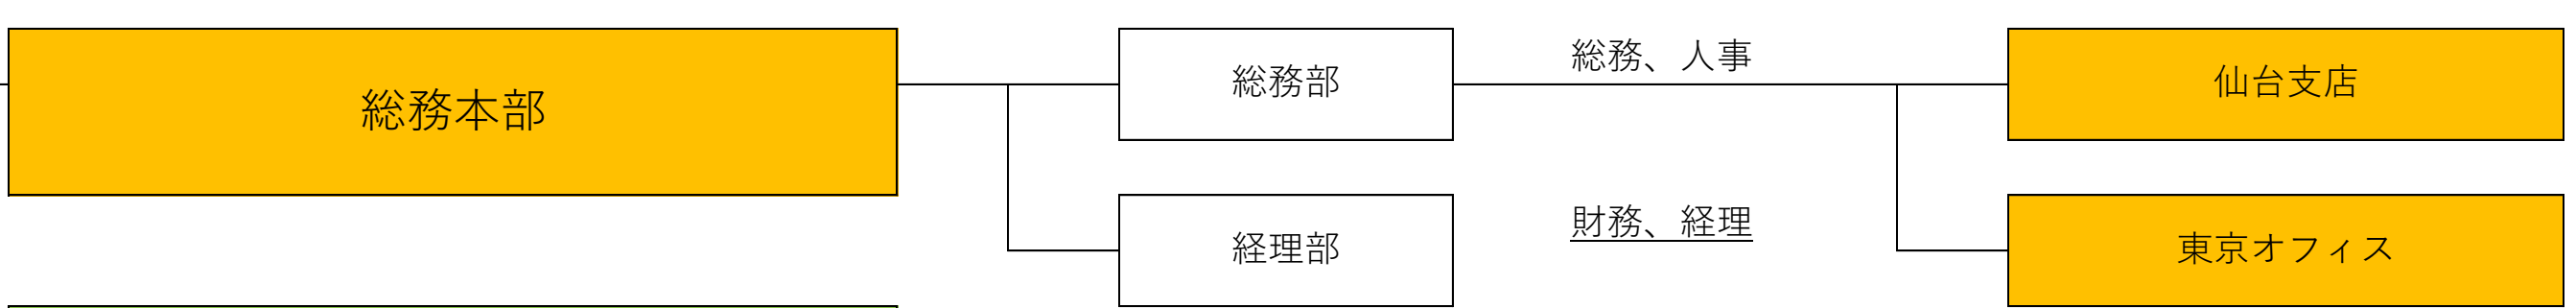 総務本部
総務部
総務、人事
仙台支店
経理部
財務、経理
東京オフィス